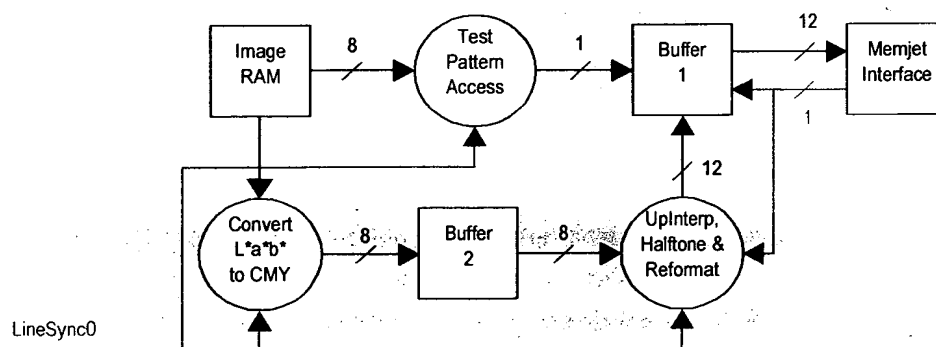 Image
RAM
8
Test
Pattern
Access
1
Buffer
1
12
Memjet
Interface
1
12
Convert
L*a*b*
to CMY
8
Buffer
2
8
UpInterp,
Halftone &
Reformat
LineSync0